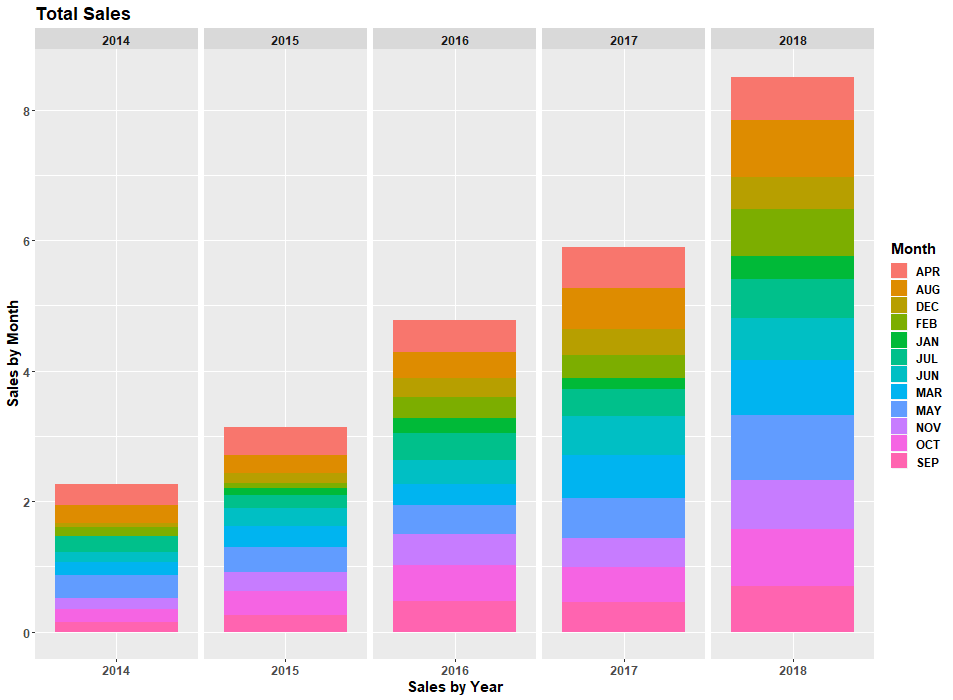 Total Sales
2014 2015 2016 2017 2018
8
6
4
2
0
Sales by Month
2014 2015 2016 2017 2018
Sales by Year
Month
APR
AUG
DEC
FEB
JAN
JUL
JUN
MAR
MAY
NOV
OCT
SEP